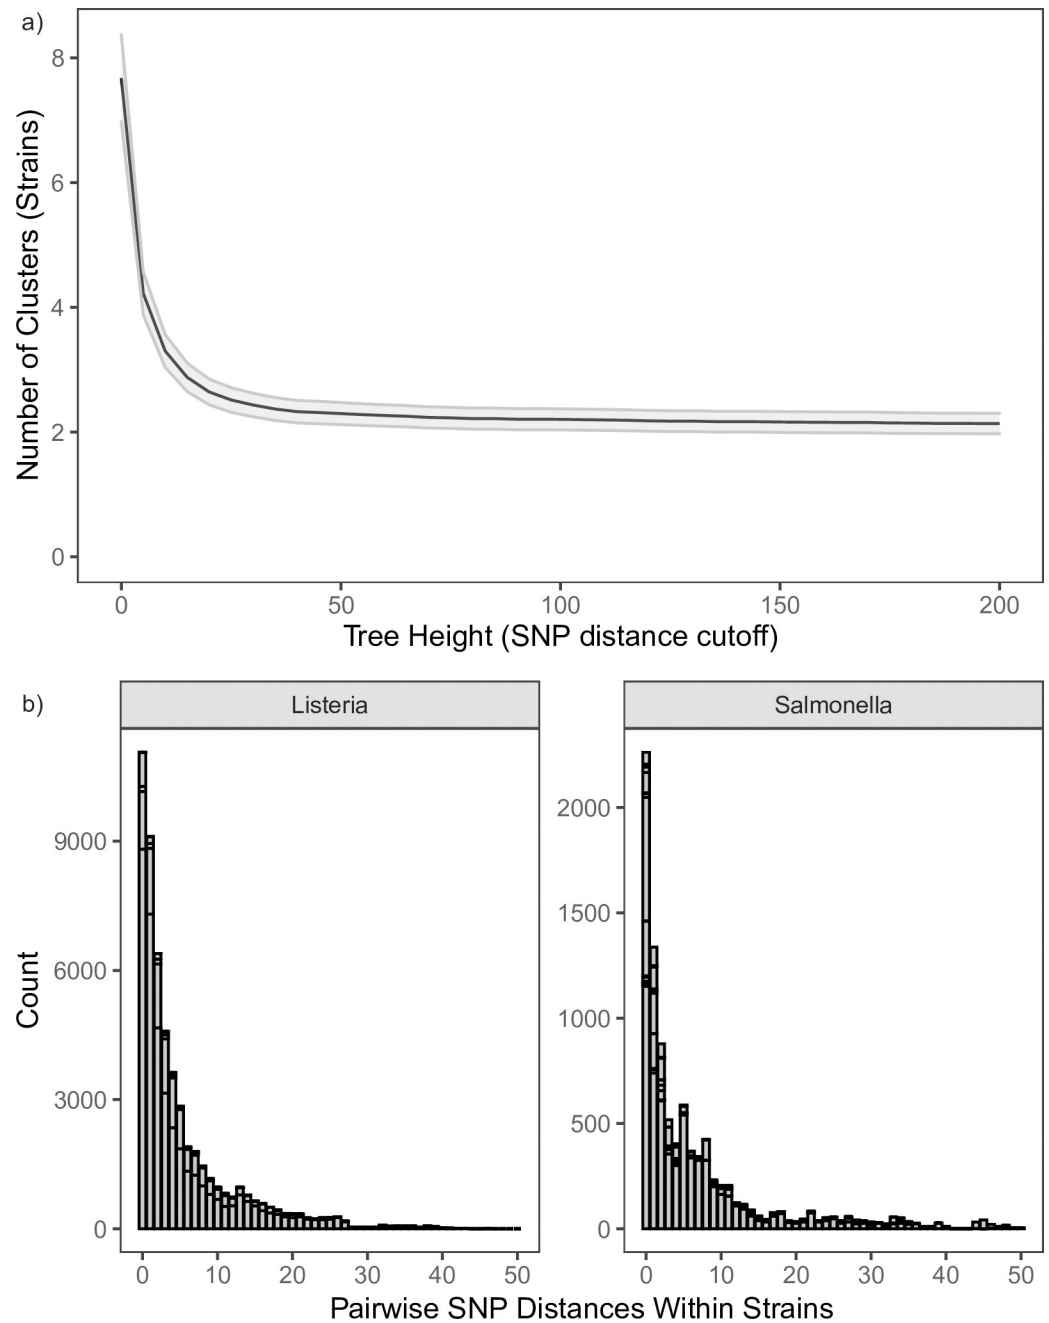 a)
Number of Clusters (Strains)
8
6
4
2
0
0 50 100 150 200
Tree Height (SNP distance cutoff)
b)
Listeria
Salmonella
Count
9000
6000
3000
0
2000
1500
1000
500
0
0 10 20 30 40 50
0 10 20 30 40 50
Pairwise SNP Distances Within Strains